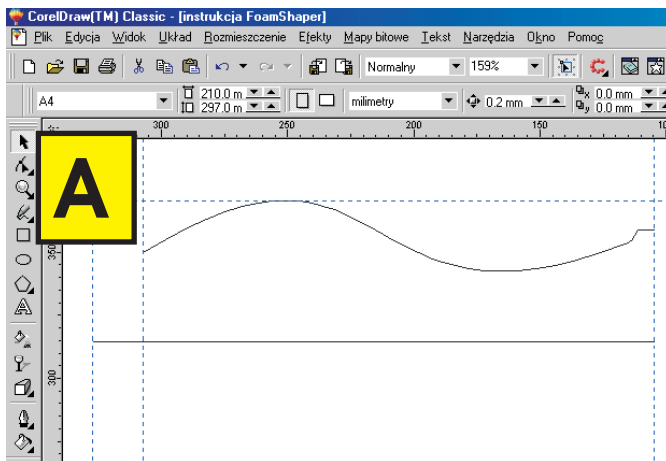 CorelDraw(TM) Classic - [instrukcja FoamShaper]
Plik Edycja Widok Układ Rozmieszczenie Efekty Mapy bitowe Tekst Narzędzia Okno Pomoc
Normalny 159%
A4 210.0 m 297.0 m milimetry 0.2 mm x 0.0 mm y 0.0 mm
300 250 200 150 10
A
350
300